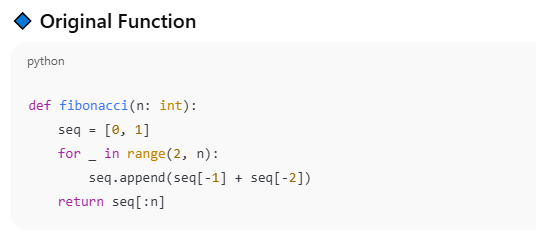 Original Function
python
def fibonacci(n: int):
    seq = [0, 1]
    for _ in range(2, n):
        seq.append(seq[-1] + seq[-2])
    return seq[:n]